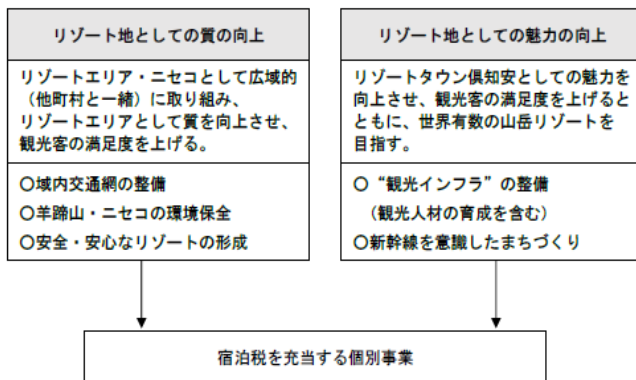 リゾート地としての質の向上
リゾートエリア・ニセコとして広域的
（他町村と一緒）に取り組み、
リゾートエリアとして質を向上させ、
観光客の満足度を上げる。
○域内交通網の整備
○羊蹄山・ニセコの環境保全
○安全・安心なリゾートの形成
リゾート地としての魅力の向上
リゾートタウン倶知安としての魅力を
向上させ、観光客の満足度を上げると
ともに、世界有数の山岳リゾートを
目指す。
○“観光インフラ”の整備
（観光人材の育成を含む）
○新幹線を意識したまちづくり
宿泊税を充当する個別事業